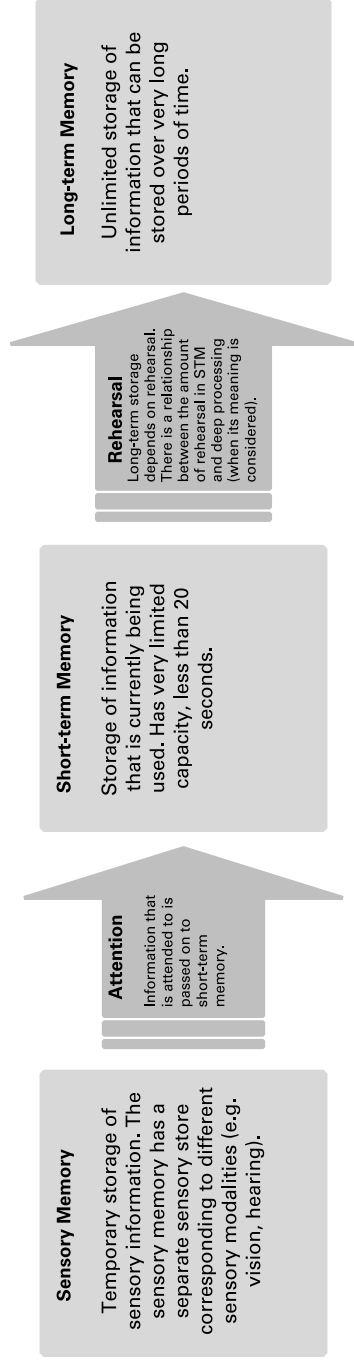 Sensory Memory
Temporary storage of
sensory information. The
sensory memory has a
separate sensory store
corresponding to different
sensory modalities (e.g.
vision, hearing).
Attention
Information that
is attended to is
passed on to
short-term
memory.
Short-term Memory
Storage of information
that is currently being
used. Has very limited
capacity, less than 20
seconds.
Rehearsal
Long-term storage
depends on rehearsal.
There is a relationship
between the amount
of rehearsal in STM
and deep processing
(when its meaning is
considered).
Long-term Memory
Unlimited storage of
information that can be
stored over very long
periods of time.